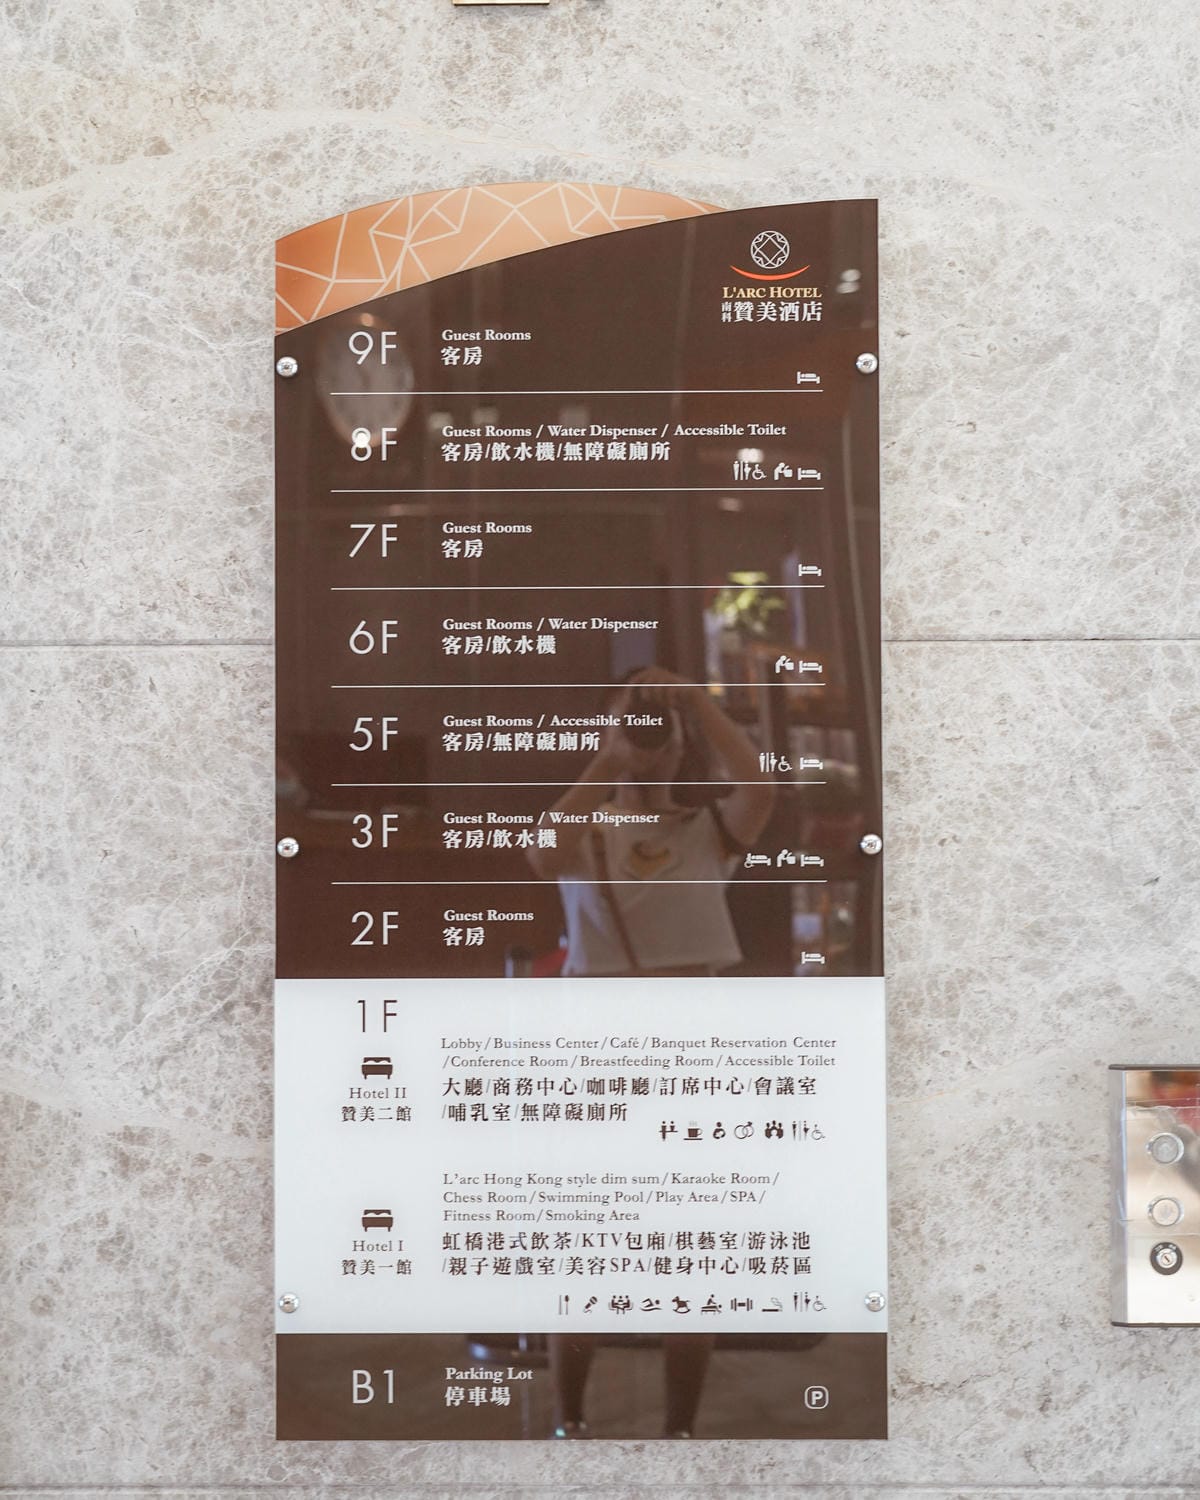 L'ARC HOTEL
南科 贊美酒店
9F
Guest Rooms
客房
8F
Guest Rooms / Water Dispenser / Accessible Toilet
客房/飲水機/無障礙廁所
7F
Guest Rooms
客房
6F
Guest Rooms / Water Dispenser
客房/飲水機
5F
Guest Rooms / Accessible Toilet
客房/無障礙廁所
3F
Guest Rooms / Water Dispenser
客房/飲水機
2F
Guest Rooms
客房
1F
Hotel II
贊美二館
Lobby/Business Center/Café/Banquet Reservation Center
/Conference Room/Breastfeeding Room/Accessible Toilet
大廳/商務中心/咖啡廳/訂席中心/會議室
/哺乳室/無障礙廁所
Hotel I
贊美一館
L'arc Hong Kong style dim sum/Karaoke Room/
Chess Room/Swimming Pool/Play Area/SPA/
Fitness Room/Smoking Area
虹橋港式飲茶/KTV包廂/棋藝室/游泳池
/親子遊戲室/美容SPA/健身中心/吸菸區
B1
Parking Lot
停車場
P